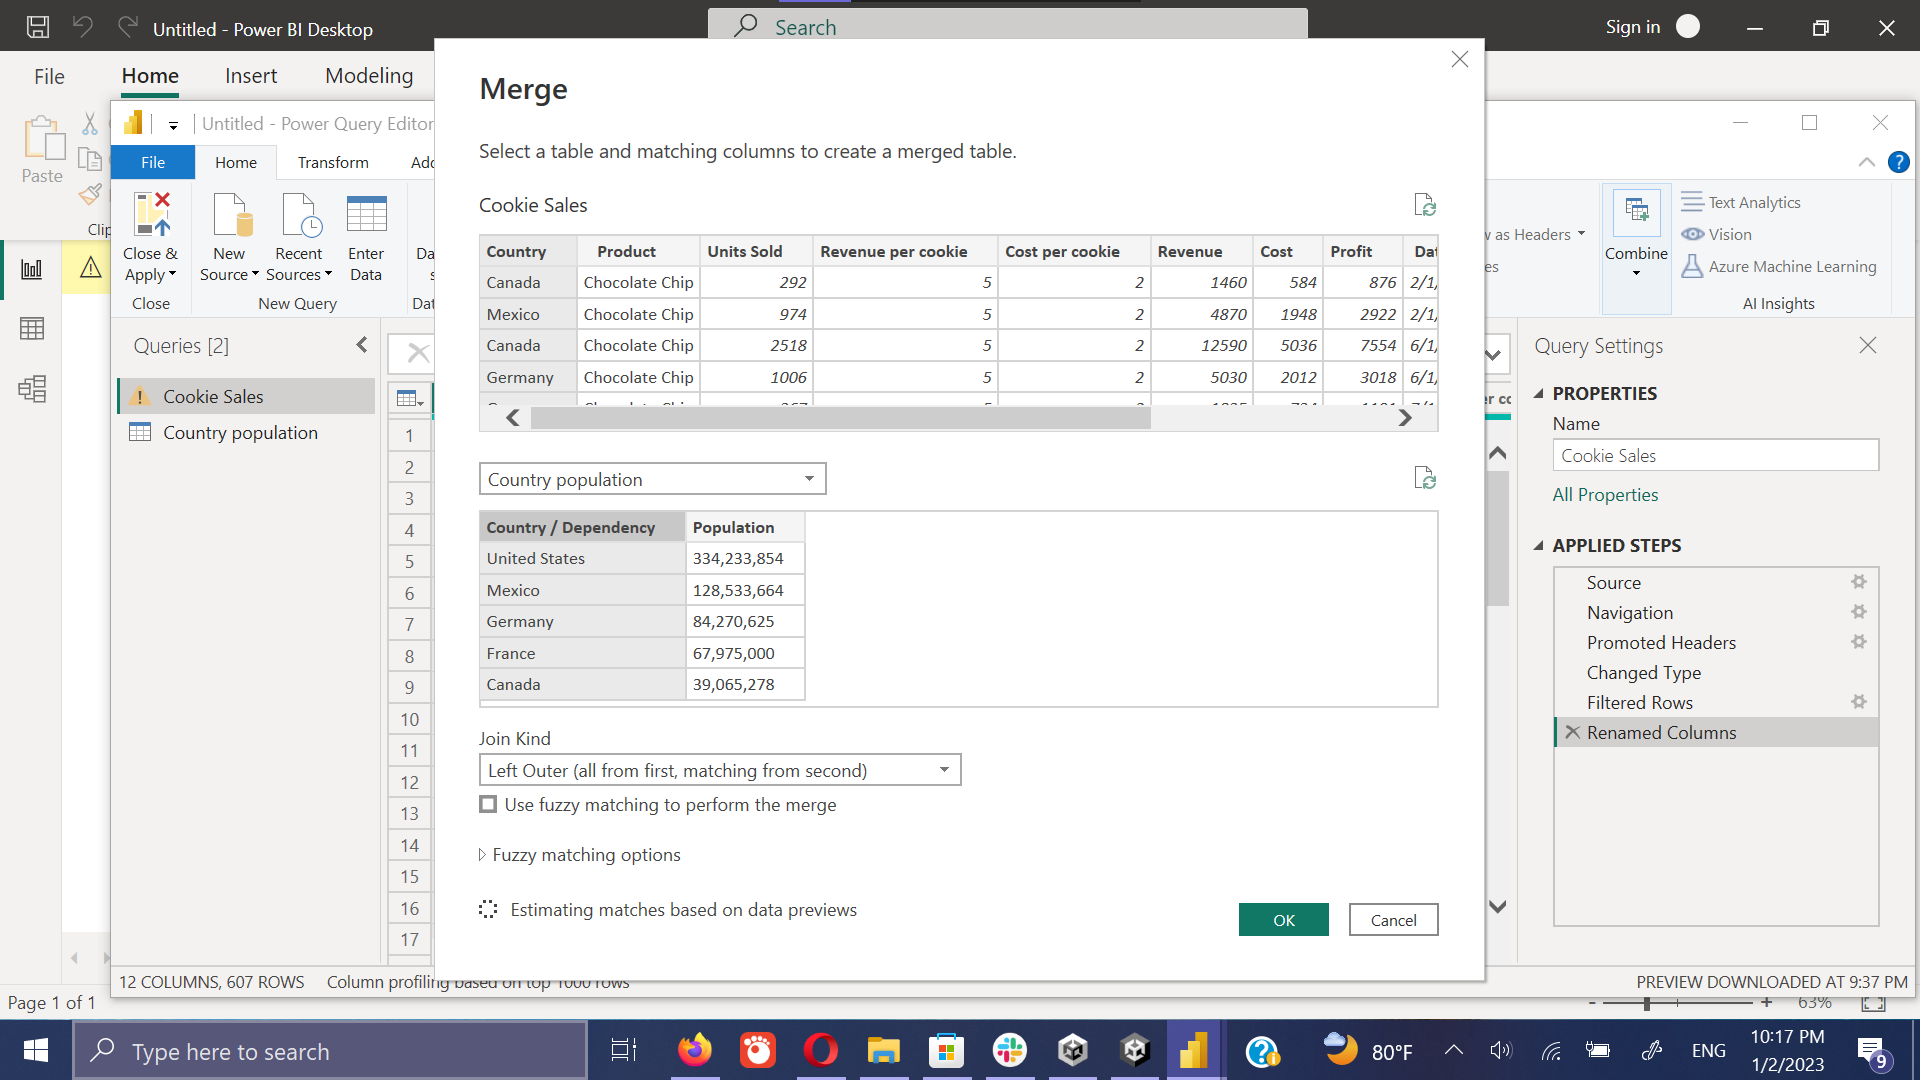 Untitled - Power BI Desktop
Search
Sign in
File
Home
Insert
Modeling
Paste
Untitled - Power Query Editor
File
Home
Transform
Close &
Apply
New
Source
Recent
Sources
Enter
Data
Close
New Query
w as Headers
Combine
Text Analytics
Vision
Azure Machine Learning
AI Insights
Queries [2]
Cookie Sales
Country population
1
2
3
4
5
6
7
8
9
10
11
12
13
14
15
16
17
Merge
Select a table and matching columns to create a merged table.
Cookie Sales
Country Product Units Sold Revenue per cookie Cost per cookie Revenue Cost Profit Dat
Canada Chocolate Chip 292 5 2 1460 584 876 2/1/
Mexico Chocolate Chip 974 5 2 4870 1948 2922 2/1/
Canada Chocolate Chip 2518 5 2 12590 5036 7554 6/1/
Germany Chocolate Chip 1006 5 2 5030 2012 3018 6/1/
Country population
Country / Dependency Population
United States 334,233,854
Mexico 128,533,664
Germany 84,270,625
France 67,975,000
Canada 39,065,278
Join Kind
Left Outer (all from first, matching from second)
Use fuzzy matching to perform the merge
Fuzzy matching options
Estimating matches based on data previews
OK
Cancel
Query Settings
PROPERTIES
Name
Cookie Sales
All Properties
APPLIED STEPS
Source
Navigation
Promoted Headers
Changed Type
Filtered Rows
Renamed Columns
12 COLUMNS, 607 ROWS
Column profiling based on top 1000 rows
PREVIEW DOWNLOADED AT 9:37 PM
Page 1 of 1
63%
Type here to search
80°F
ENG
10:17 PM
1/2/2023
9